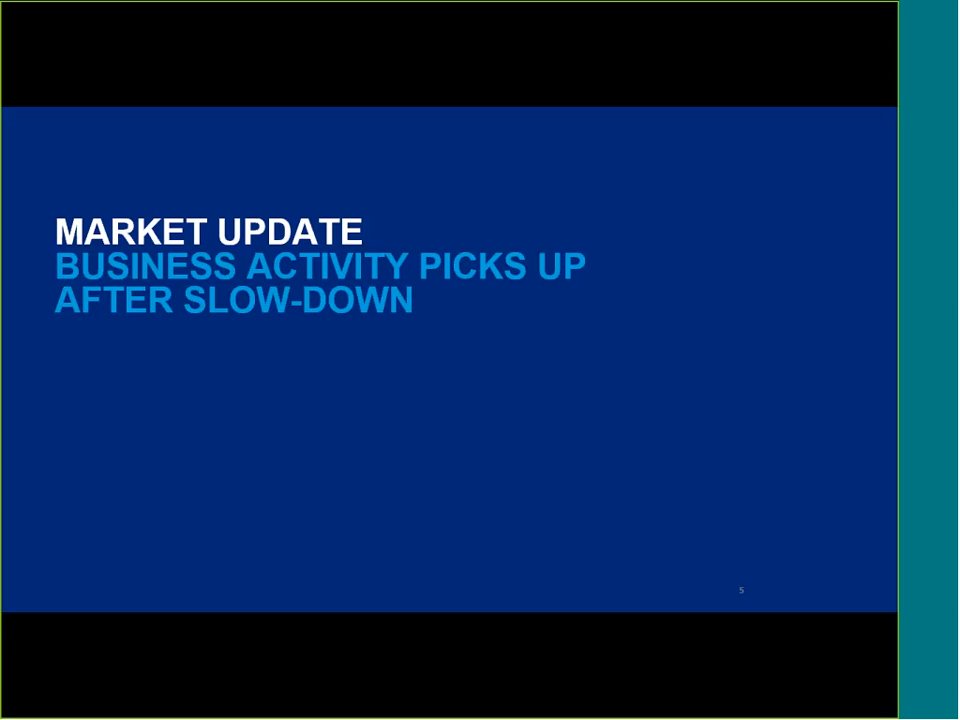 MARKET UPDATE
BUSINESS ACTIVITY PICKS UP
AFTER SLOW-DOWN
5